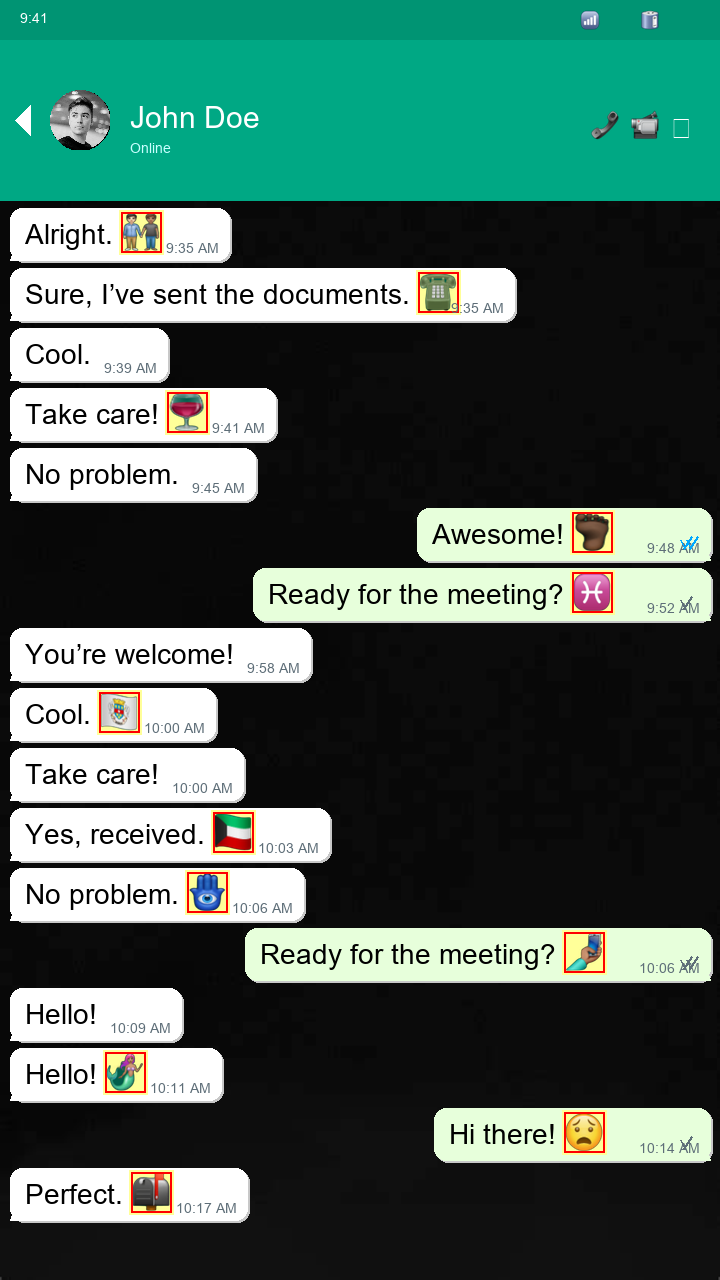 9:41
John Doe
Online
Alright. 9:35 AM
Sure, I’ve sent the documents. 9:35 AM
Cool. 9:39 AM
Take care! 9:41 AM
No problem. 9:45 AM
Awesome! 9:48 AM
Ready for the meeting? 9:52 AM
You’re welcome! 9:58 AM
Cool. 10:00 AM
Take care! 10:00 AM
Yes, received. 10:03 AM
No problem. 10:06 AM
Ready for the meeting? 10:06 AM
Hello! 10:09 AM
Hello! 10:11 AM
Hi there! 10:14 AM
Perfect. 10:17 AM